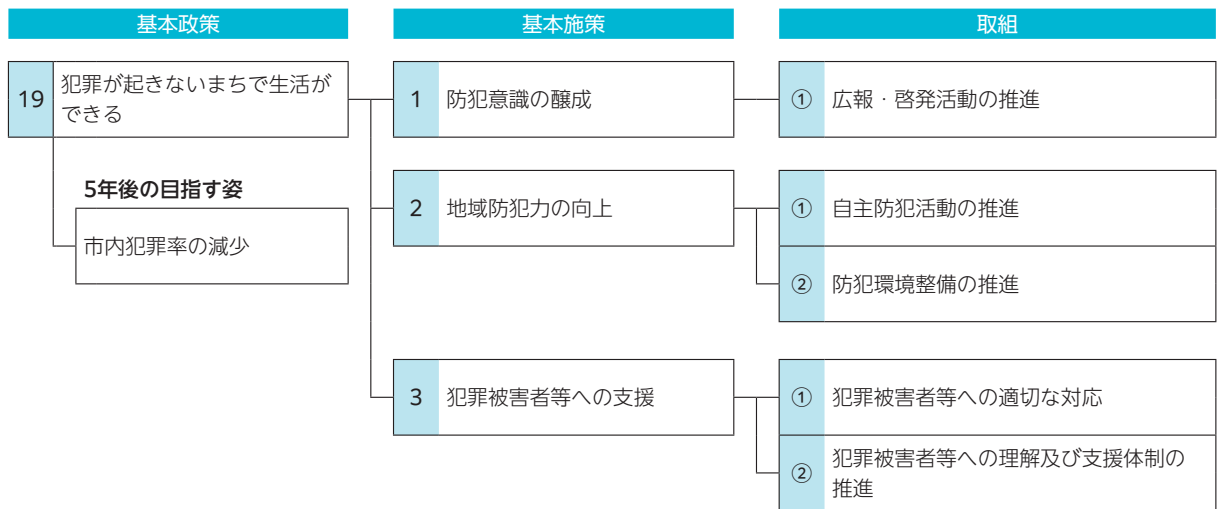 基本政策
基本施策
取組
19
犯罪が起きないまちで生活が
できる
5年後の目指す姿
市内犯罪率の減少
1
防犯意識の醸成
①
広報・啓発活動の推進
2
地域防犯力の向上
①
自主防犯活動の推進
②
防犯環境整備の推進
3
犯罪被害者等への支援
①
犯罪被害者等への適切な対応
②
犯罪被害者等への理解及び支援体制の
推進